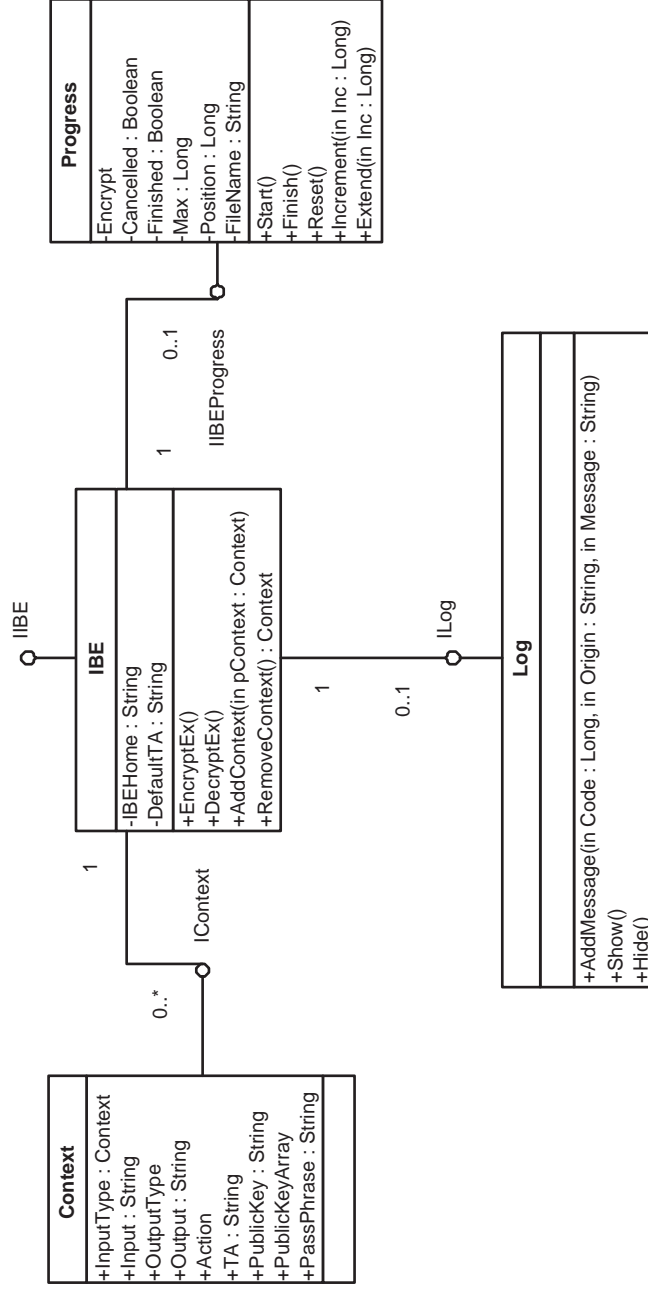 Context
+InputType : Context
+Input : String
+OutputType
+Output : String
+Action
+TA : String
+PublicKey : String
+PublicKeyArray
+PassPhrase : String
0..*
IContext
1
IIBE
IBE
-IBEHome : String
-DefaultTA : String
+EncryptEx()
+DecryptEx()
+AddContext(in pContext : Context)
+RemoveContext() : Context
1
0..1
IIBEProgress
Progress
-Encrypt
-Cancelled : Boolean
-Finished : Boolean
-Max : Long
-Position : Long
-FileName : String
+Start()
+Finish()
+Reset()
+Increment(in Inc : Long)
+Extend(in Inc : Long)
1
0..1
ILog
Log
+AddMessage(in Code : Long, in Origin : String, in Message : String)
+Show()
+Hide()